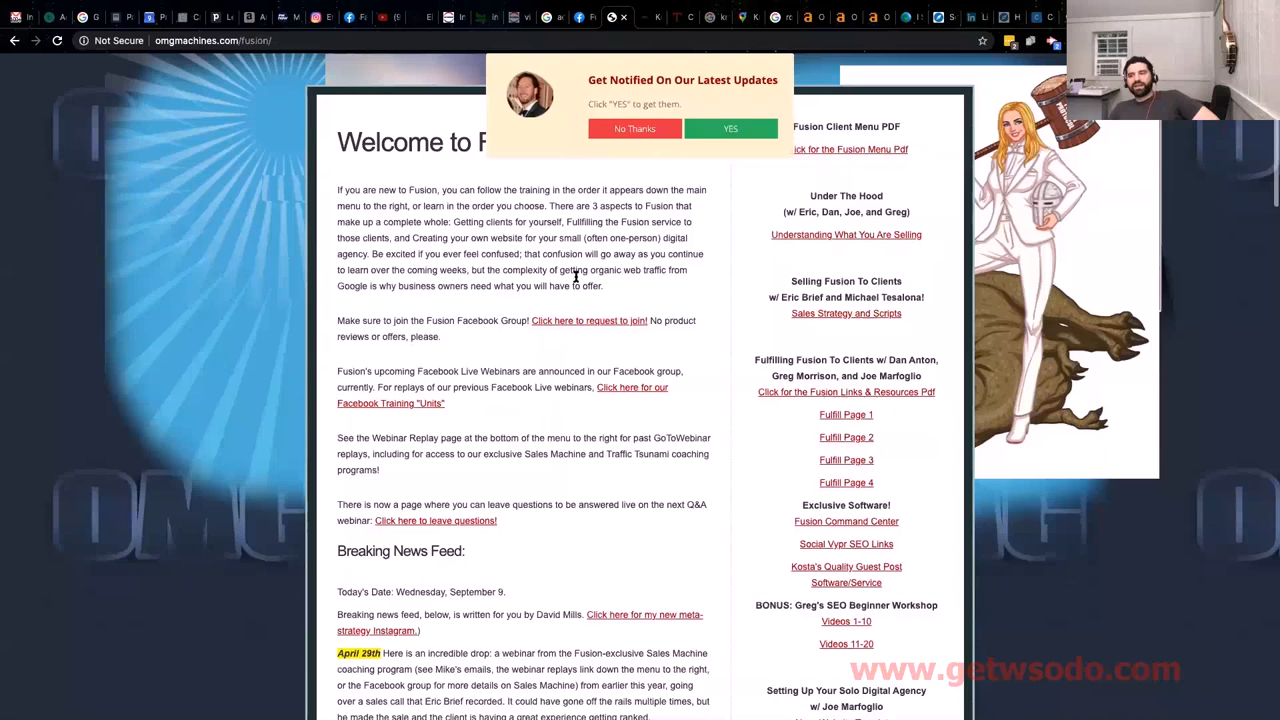 Not Secure omgmachines.com/fusion/
Get Notified On Our Latest Updates
Click "YES" to get them.
No Thanks
YES
Welcome to
If you are new to Fusion, you can follow the training in the order it appears down the main
menu to the right, or learn in the order you choose. There are 3 aspects to Fusion that
make up a complete whole: Getting clients for yourself, Fullfilling the Fusion service to
those clients, and Creating your own website for your small (often one-person) digital
agency. Be excited if you ever feel confused; that confusion will go away as you continue
to learn over the coming weeks, but the complexity of getting organic web traffic from
Google is why business owners need what you will have to offer.
Make sure to join the Fusion Facebook Group! Click here to request to join! No product
reviews or offers, please.
Fusion's upcoming Facebook Live Webinars are announced in our Facebook group,
currently. For replays of our previous Facebook Live webinars, Click here for our
Facebook Training "Units"
See the Webinar Replay page at the bottom of the menu to the right for past GoToWebinar
replays, including for access to our exclusive Sales Machine and Traffic Tsunami coaching
programs!
There is now a page where you can leave questions to be answered live on the next Q&A
webinar: Click here to leave questions!
Breaking News Feed:
Today's Date: Wednesday, September 9.
Breaking news feed, below, is written for you by David Mills. Click here for my new meta-
strategy Instagram.)
April 29th Here is an incredible drop: a webinar from the Fusion-exclusive Sales Machine
coaching program (see Mike's emails, the webinar replays link down the menu to the right,
or the Facebook group for more details on Sales Machine) from earlier this year, going
over a sales call that Eric Brief recorded. It could have gone off the rails multiple times, but
he made the sale and the client is having a great experience getting ranked.
Fusion Client Menu PDF
ick for the Fusion Menu Pdf
Under The Hood
(w/ Eric, Dan, Joe, and Greg)
Understanding What You Are Selling
Selling Fusion To Clients
w/ Eric Brief and Michael Tesalona!
Sales Strategy and Scripts
Fulfilling Fusion To Clients w/ Dan Anton,
Greg Morrison, and Joe Marfoglio
Click for the Fusion Links & Resources Pdf
Fulfill Page 1
Fulfill Page 2
Fulfill Page 3
Fulfill Page 4
Exclusive Software!
Fusion Command Center
Social Vypr SEO Links
Kosta's Quality Guest Post
Software/Service
BONUS: Greg's SEO Beginner Workshop
Videos 1-10
Videos 11-20
www.getwsodo.com
Setting Up Your Solo Digital Agency
w/ Joe Marfoglio